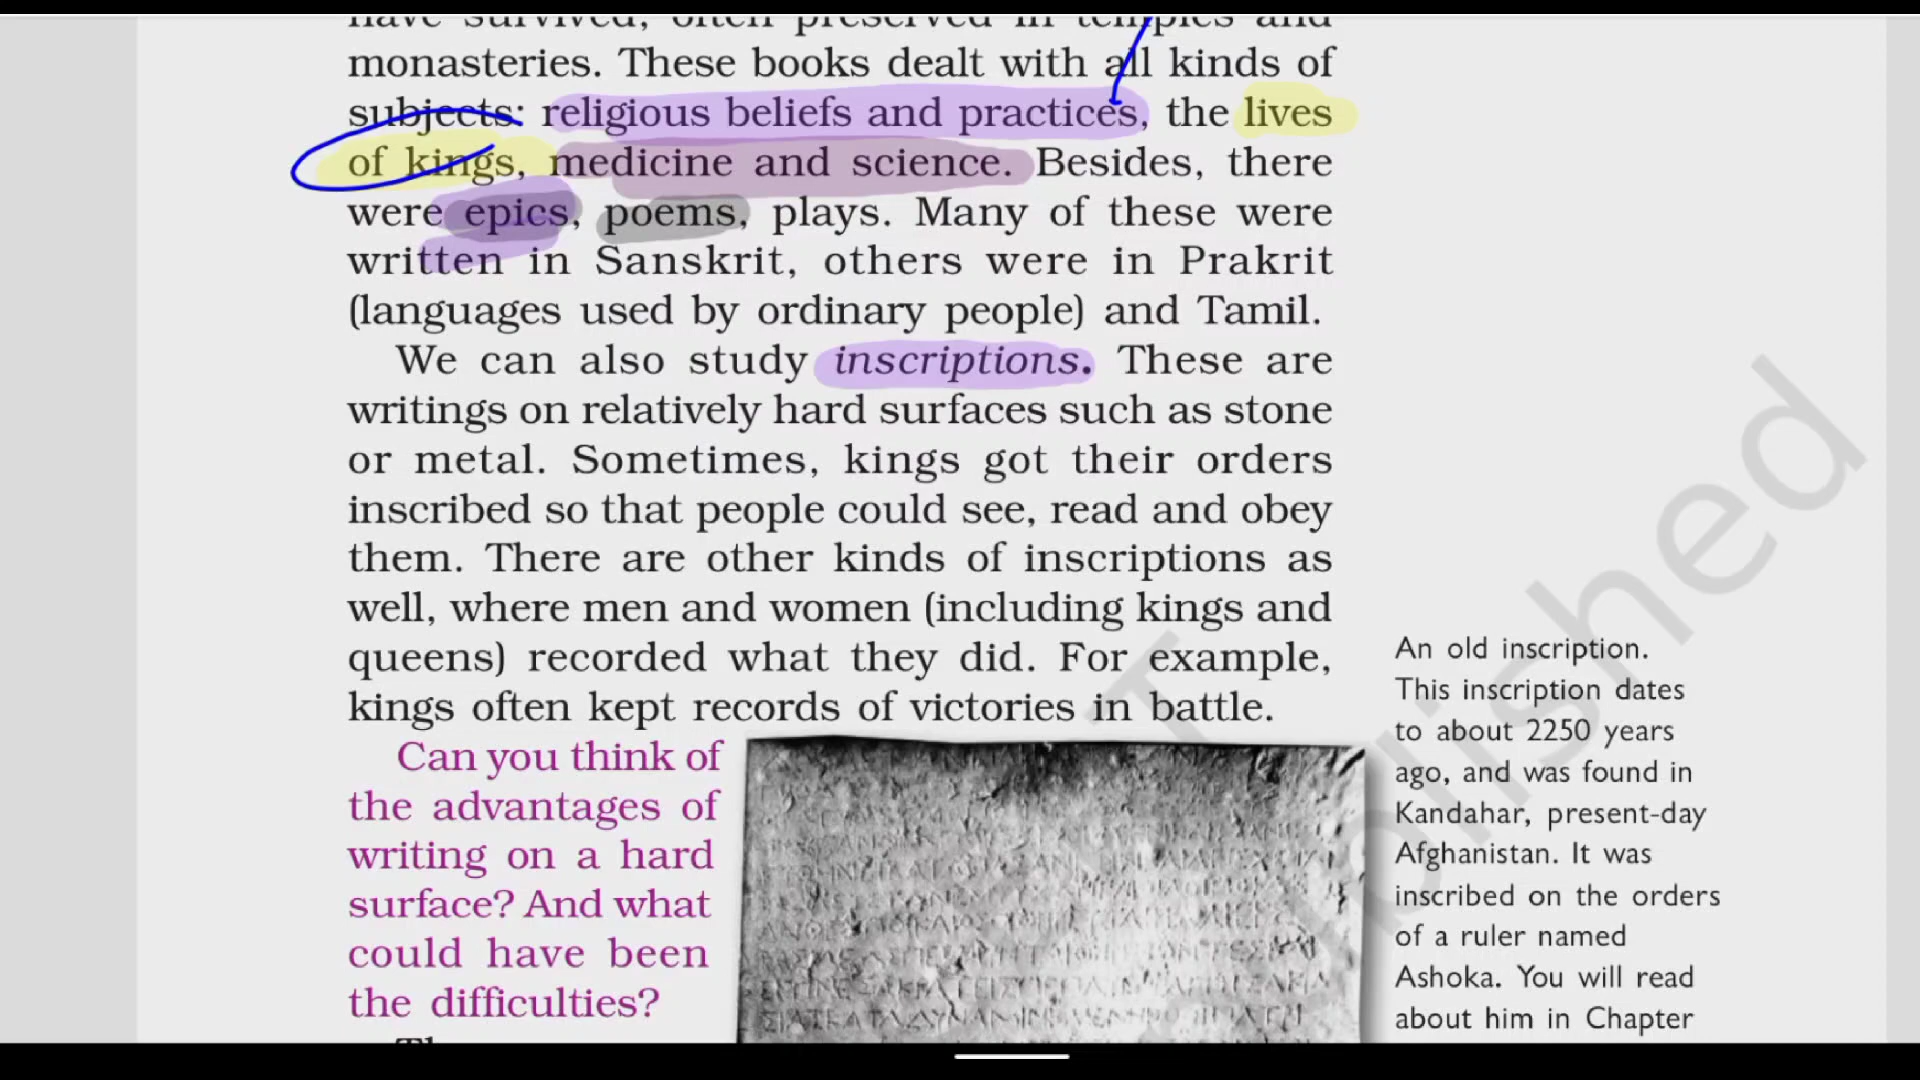 have survived, often preserved in temples and
monasteries. These books dealt with all kinds of
subjects: religious beliefs and practices, the lives
of kings, medicine and science. Besides, there
were epics, poems, plays. Many of these were
written in Sanskrit, others were in Prakrit
(languages used by ordinary people) and Tamil.
We can also study inscriptions. These are
writings on relatively hard surfaces such as stone
or metal. Sometimes, kings got their orders
inscribed so that people could see, read and obey
them. There are other kinds of inscriptions as
well, where men and women (including kings and
queens) recorded what they did. For example,
kings often kept records of victories in battle.
Can you think of
the advantages of
writing on a hard
surface? And what
could have been
the difficulties?
An old inscription.
This inscription dates
to about 2250 years
ago, and was found in
Kandahar, present-day
Afghanistan. It was
inscribed on the orders
of a ruler named
Ashoka. You will read
about him in Chapter